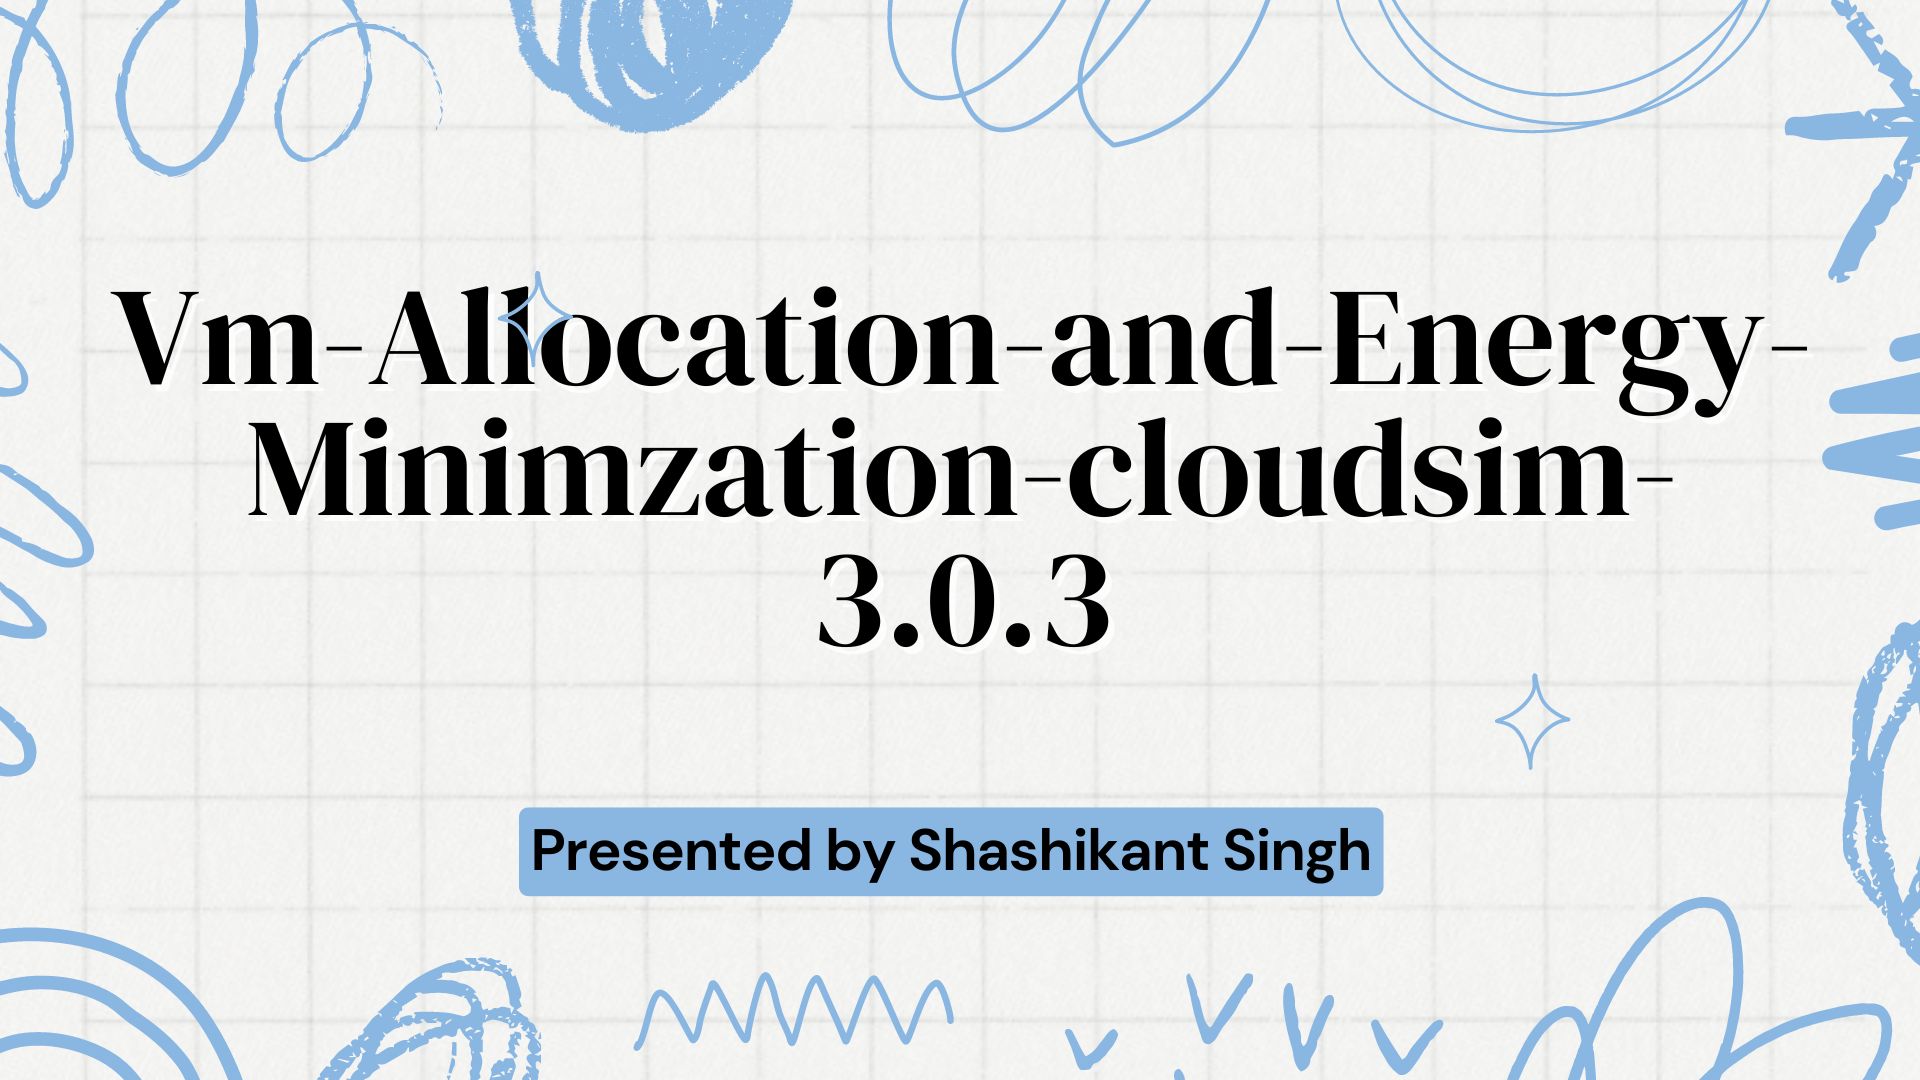 Vm-Allocation-and-Energy-
Minimzation-cloudsim-
3.0.3
Presented by Shashikant Singh